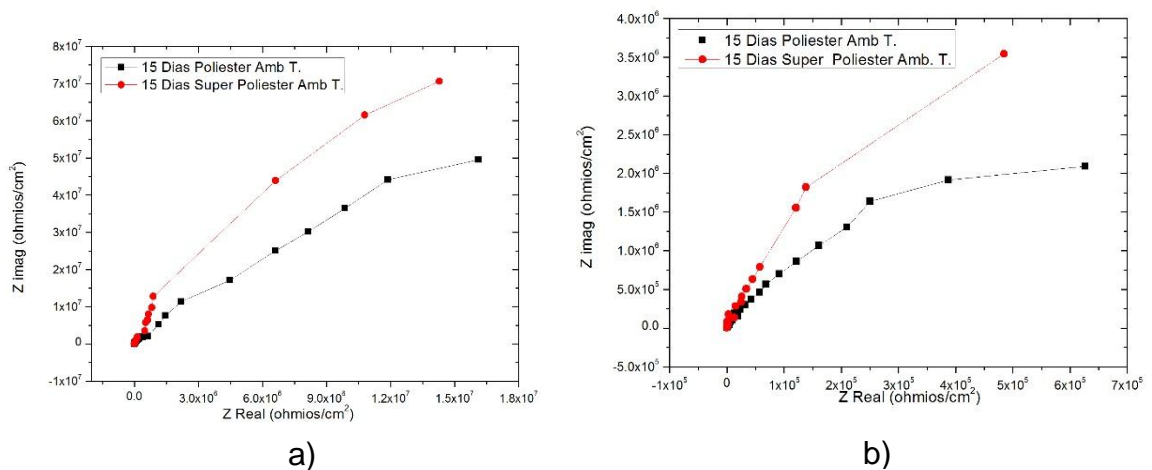 8x10⁷
7x10⁷
6x10⁷
5x10⁷
4x10⁷
3x10⁷
2x10⁷
1x10⁷
0
-1x10⁷
Z imag (ohmios/cm²)
15 Dias Poliester Amb T.
15 Dias Super Poliester Amb T.
0.0 3.0x10⁶ 6.0x10⁶ 9.0x10⁶ 1.2x10⁷ 1.5x10⁷ 1.8x10⁷
Z Real (ohmios/cm²)
a)
4.0x10⁶
3.5x10⁶
3.0x10⁶
2.5x10⁶
2.0x10⁶
1.5x10⁶
1.0x10⁶
5.0x10⁵
0.0
-5.0x10⁵
Z imag (ohmios/cm²)
15 Dias Poliester Amb T.
15 Dias Super Poliester Amb. T.
-1x10⁵ 0 1x10⁵ 2x10⁵ 3x10⁵ 4x10⁵ 5x10⁵ 6x10⁵ 7x10⁵
Z Real (ohmios/cm²)
b)